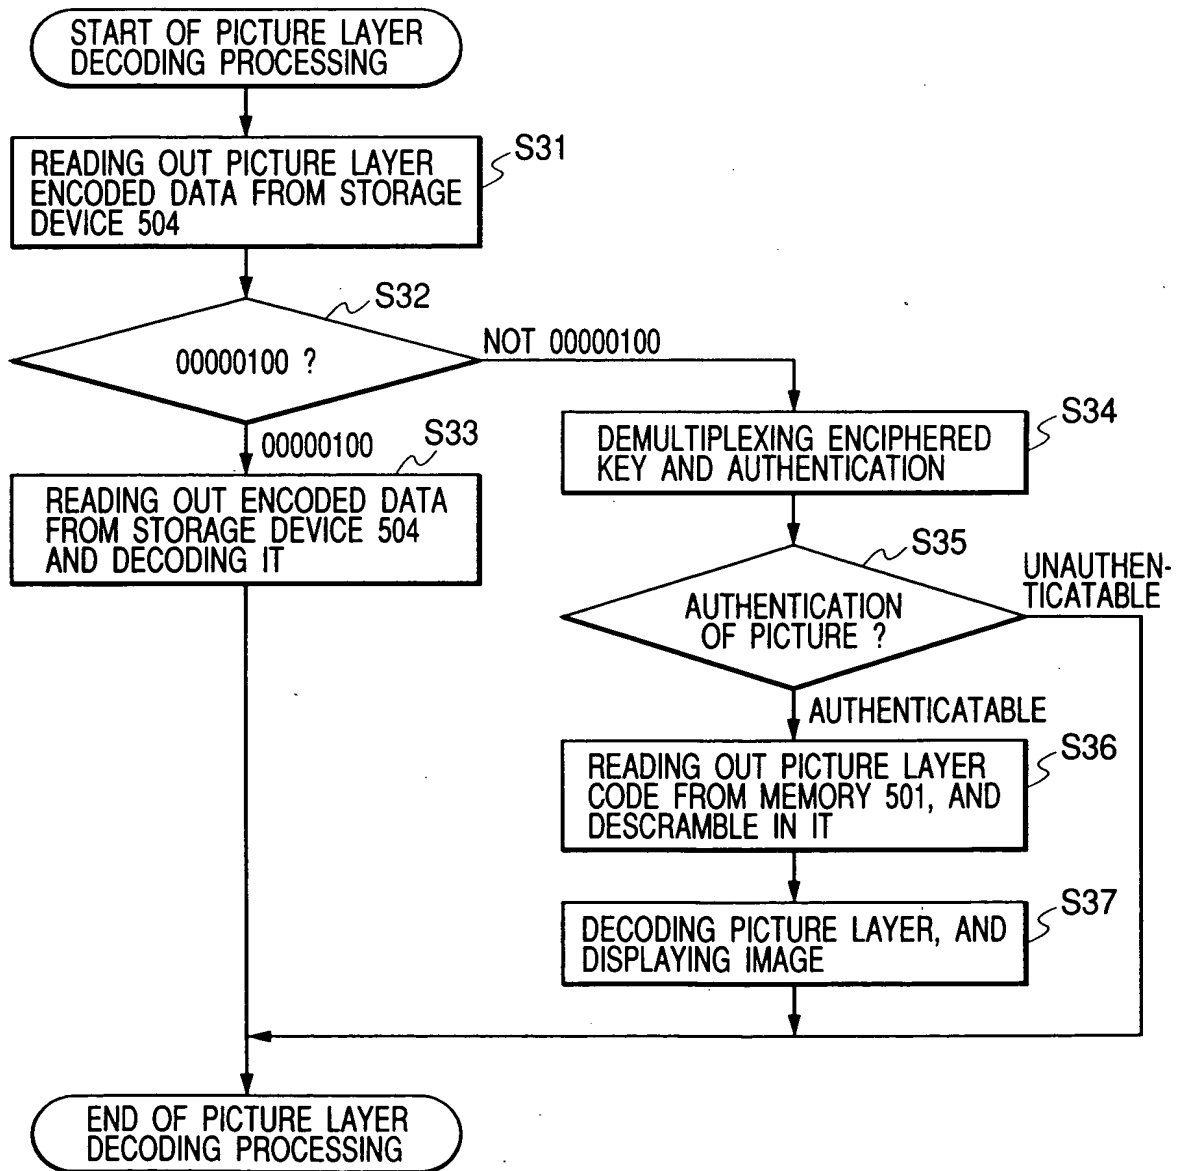 START OF PICTURE LAYER
DECODING PROCESSING
S31
READING OUT PICTURE LAYER
ENCODED DATA FROM STORAGE
DEVICE 504
S32
00000100 ?
NOT 00000100
00000100
S33
READING OUT ENCODED DATA
FROM STORAGE DEVICE 504
AND DECODING IT
S34
DEMULTIPLEXING ENCIPHERED
KEY AND AUTHENTICATION
S35
AUTHENTICATION
OF PICTURE ?
UNAUTHEN-
TICATABLE
AUTHENTICATABLE
S36
READING OUT PICTURE LAYER
CODE FROM MEMORY 501, AND
DESCRAMBLE IN IT
S37
DECODING PICTURE LAYER, AND
DISPLAYING IMAGE
END OF PICTURE LAYER
DECODING PROCESSING